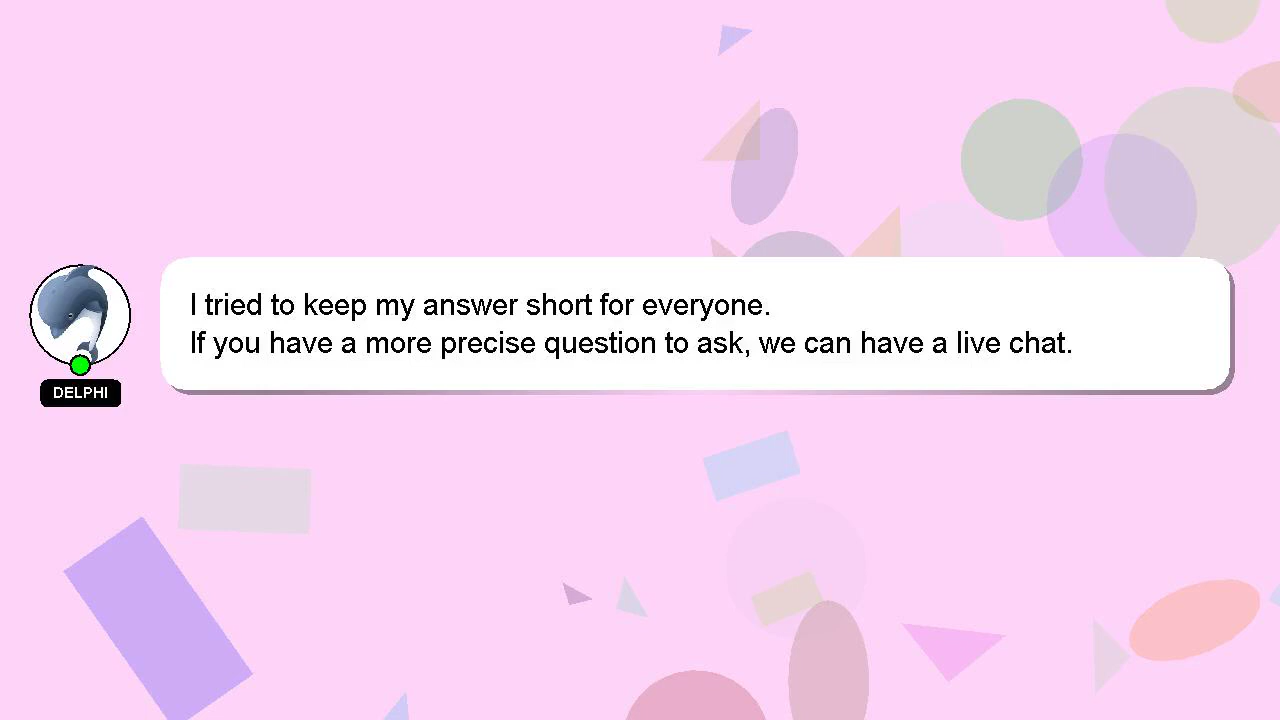 I tried to keep my answer short for everyone.
If you have a more precise question to ask, we can have a live chat.
DELPHI